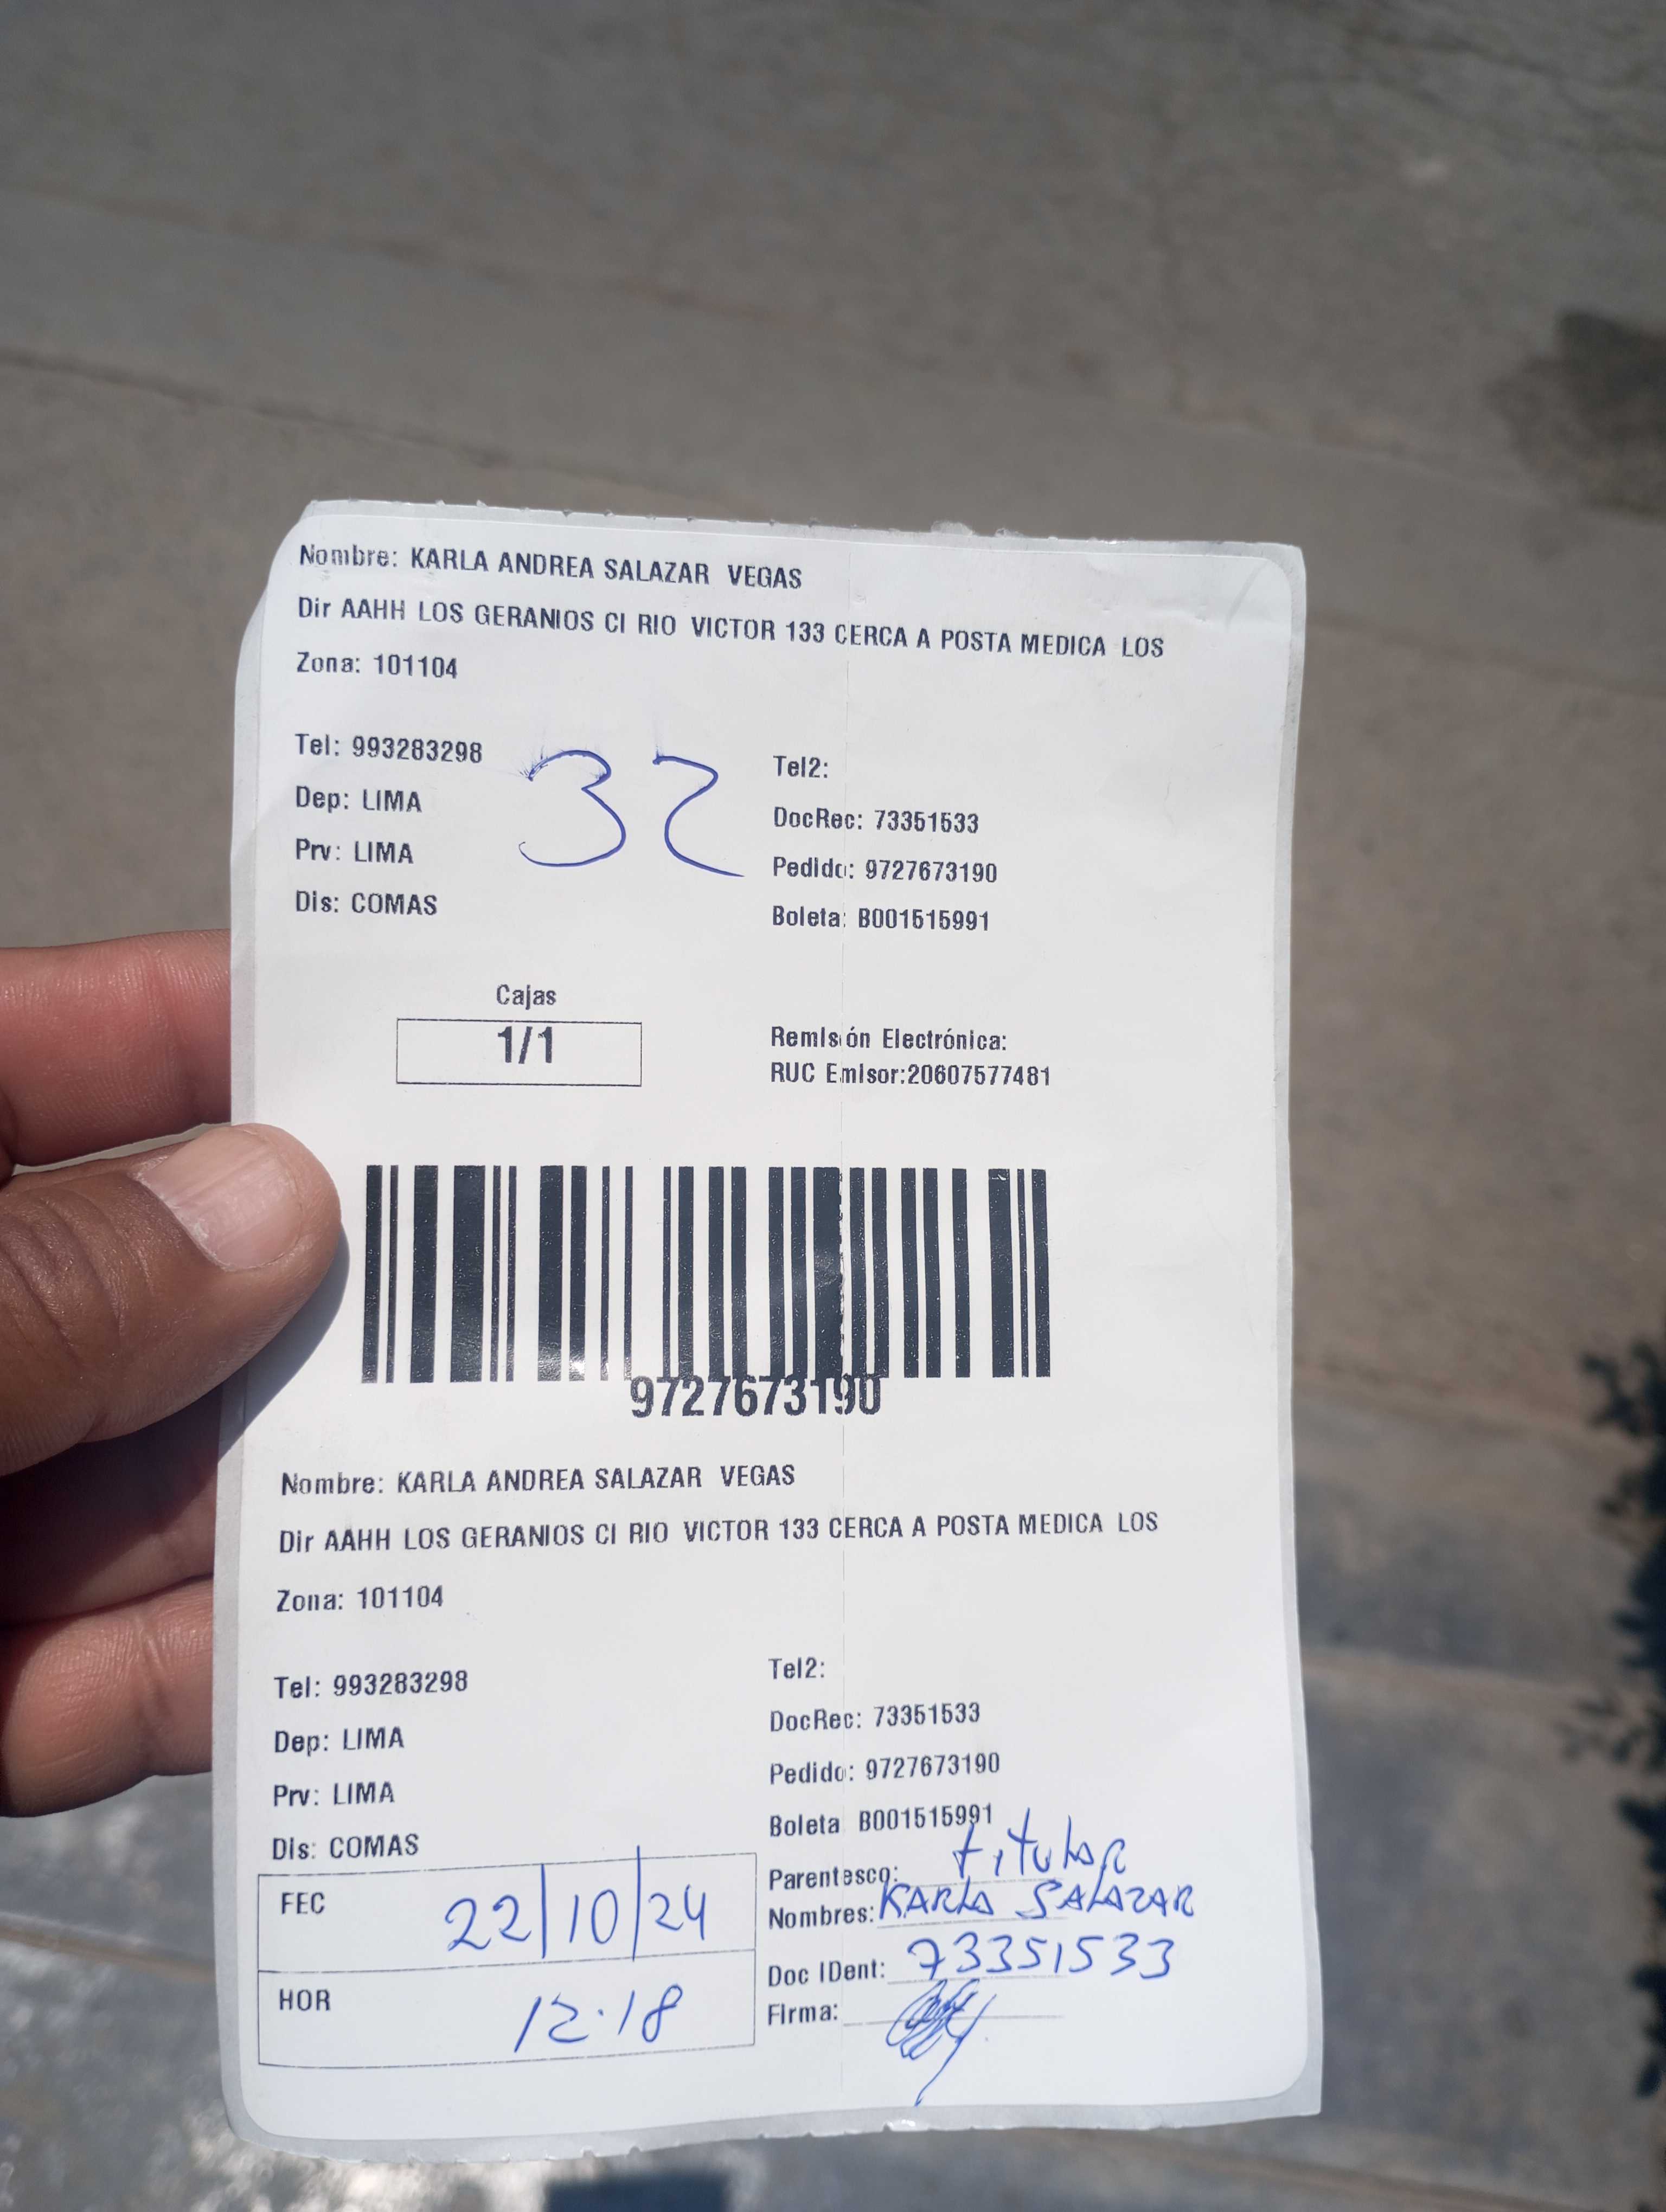 Nombre: KARLA ANDREA SALAZAR VEGAS
Dir AAHH LOS GERANIOS CI RIO VICTOR 133 CERCA A POSTA MEDICA LOS
Zona: 101104
Tel: 993283298
32
Tel2:
Dep: LIMA
DocRec: 73351533
Prv: LIMA
Pedido: 9727673190
Dis: COMAS
Boleta: B001515991
Cajas
1/1
Remisión Electrónica:
RUC Emisor:20607577481
9727673190
Nombre: KARLA ANDREA SALAZAR VEGAS
Dir AAHH LOS GERANIOS CI RIO VICTOR 133 CERCA A POSTA MEDICA LOS
Zona: 101104
Tel: 993283298
Tel2:
Dep: LIMA
DocRec: 73351533
Prv: LIMA
Pedido: 9727673190
Dis: COMAS
Boleta B001515991
Parentesco: titular
FEC 22/10/24
Nombres: KARLA SALAZAR
Doc IDent: 73351533
HOR 12:18
Firma: